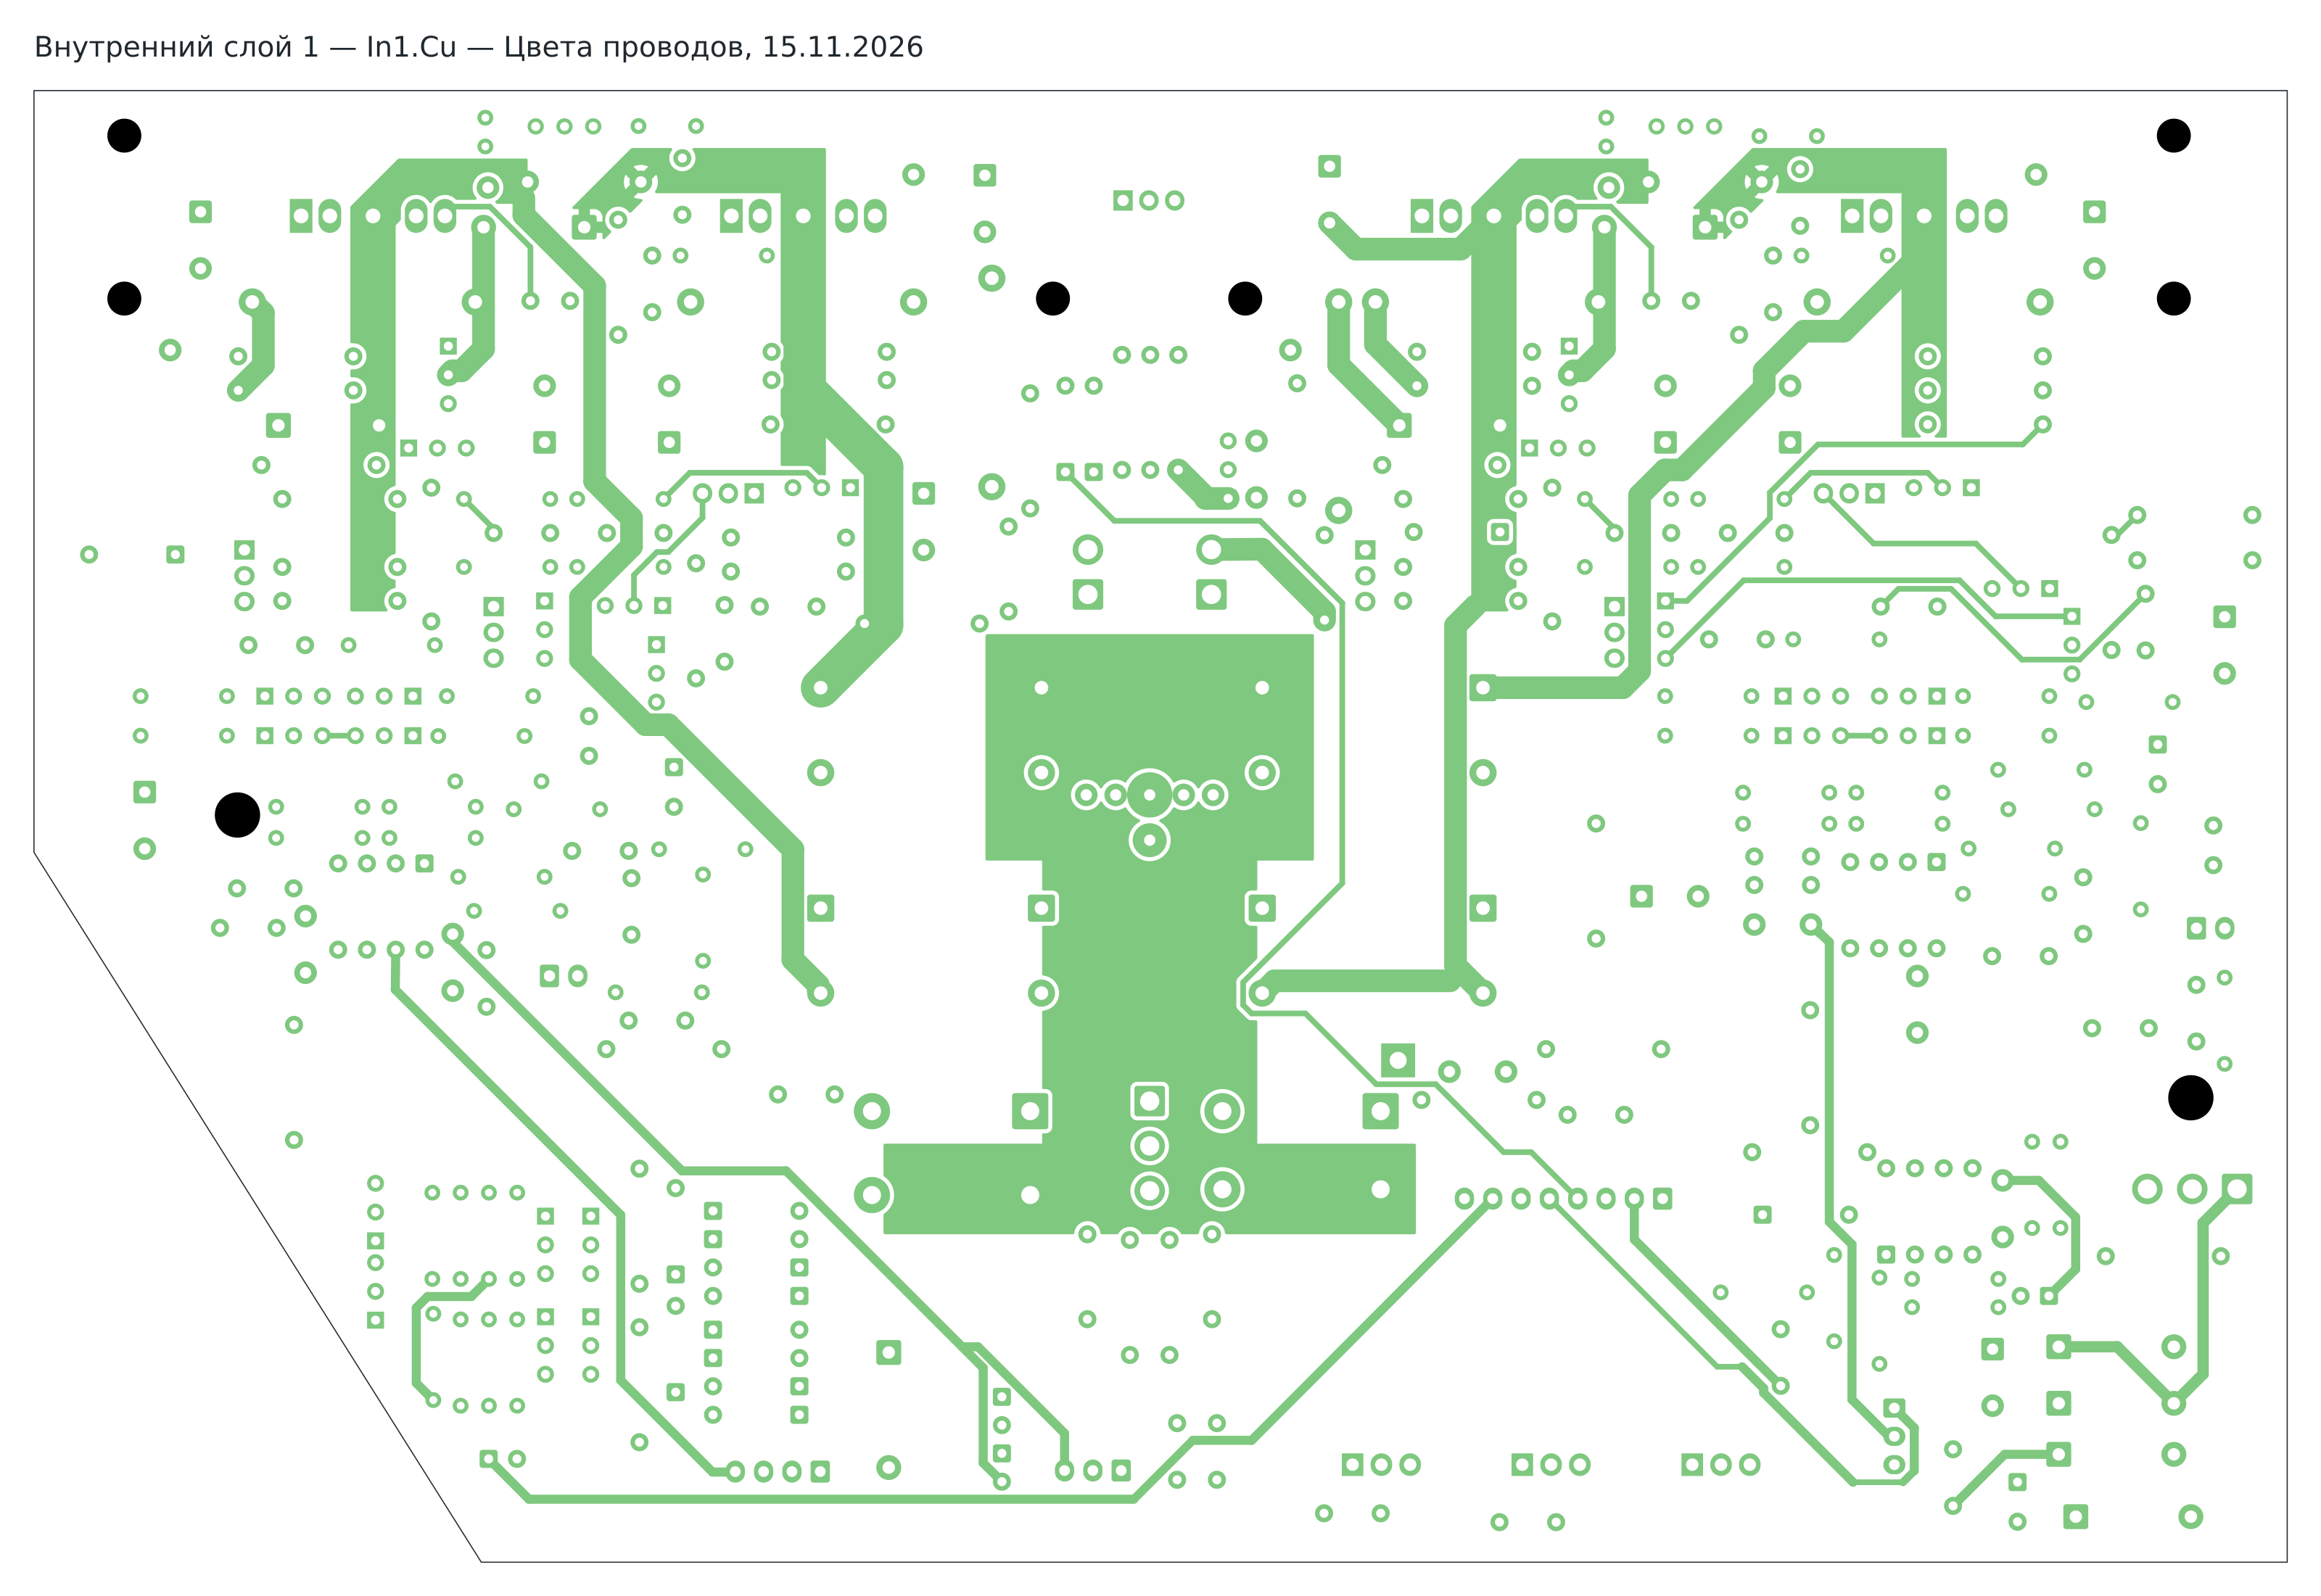 Внутренний слой 1 — In1.Cu — Цвета проводов, 15.11.2026